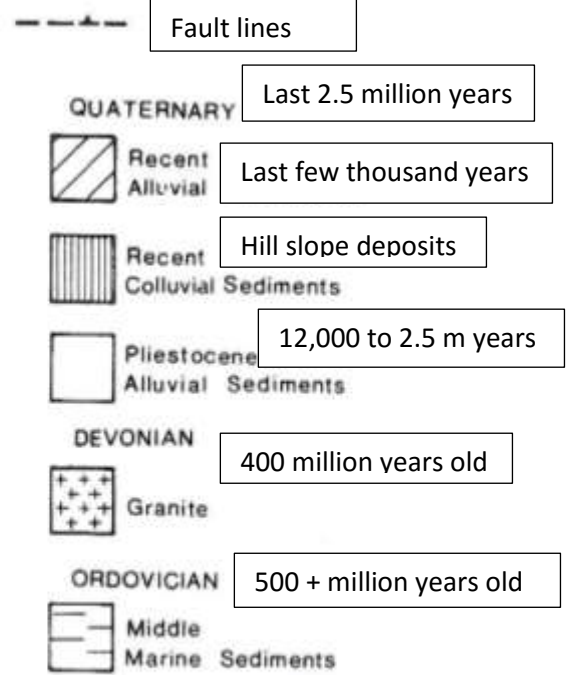 Fault lines
QUATERNARY
Last 2.5 million years
Recent
Alluvial
Last few thousand years
Recent
Colluvial Sediments
Hill slope deposits
Pliestocene
Alluvial Sediments
12,000 to 2.5 m years
DEVONIAN
400 million years old
Granite
ORDOVICIAN
500 + million years old
Middle
Marine Sediments